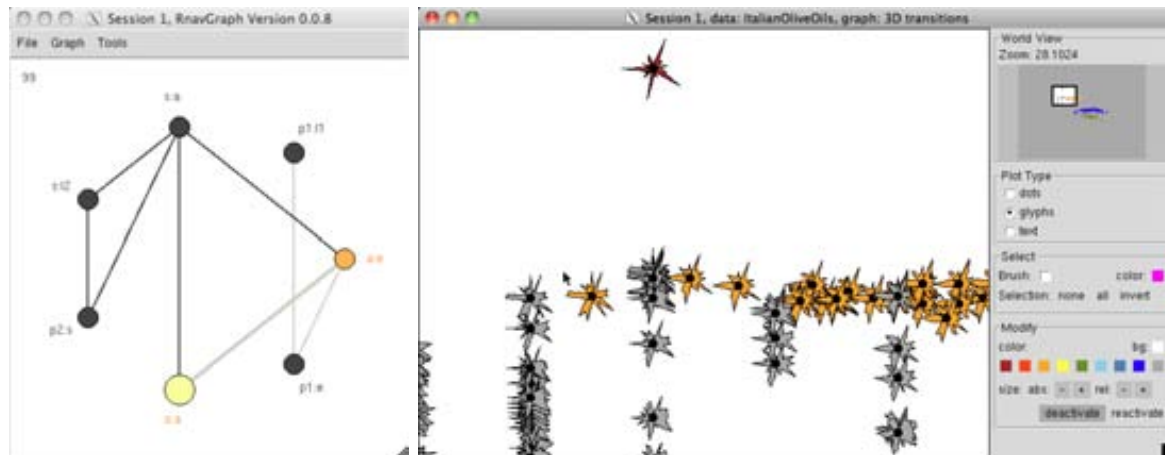 Session 1, RnavGraph Version 0.0.8
File Graph Tools
99
p2:s
Session 1, data: ItalianOliveOils, graph: 3D transitions
World View
Zoom: 28.1024
Plot Type
dots
glyphs
text
Select
Brush: color:
Selection: none all invert
Modify
color: bg:
size: abs: - + rel: - +
deactivate reactivate